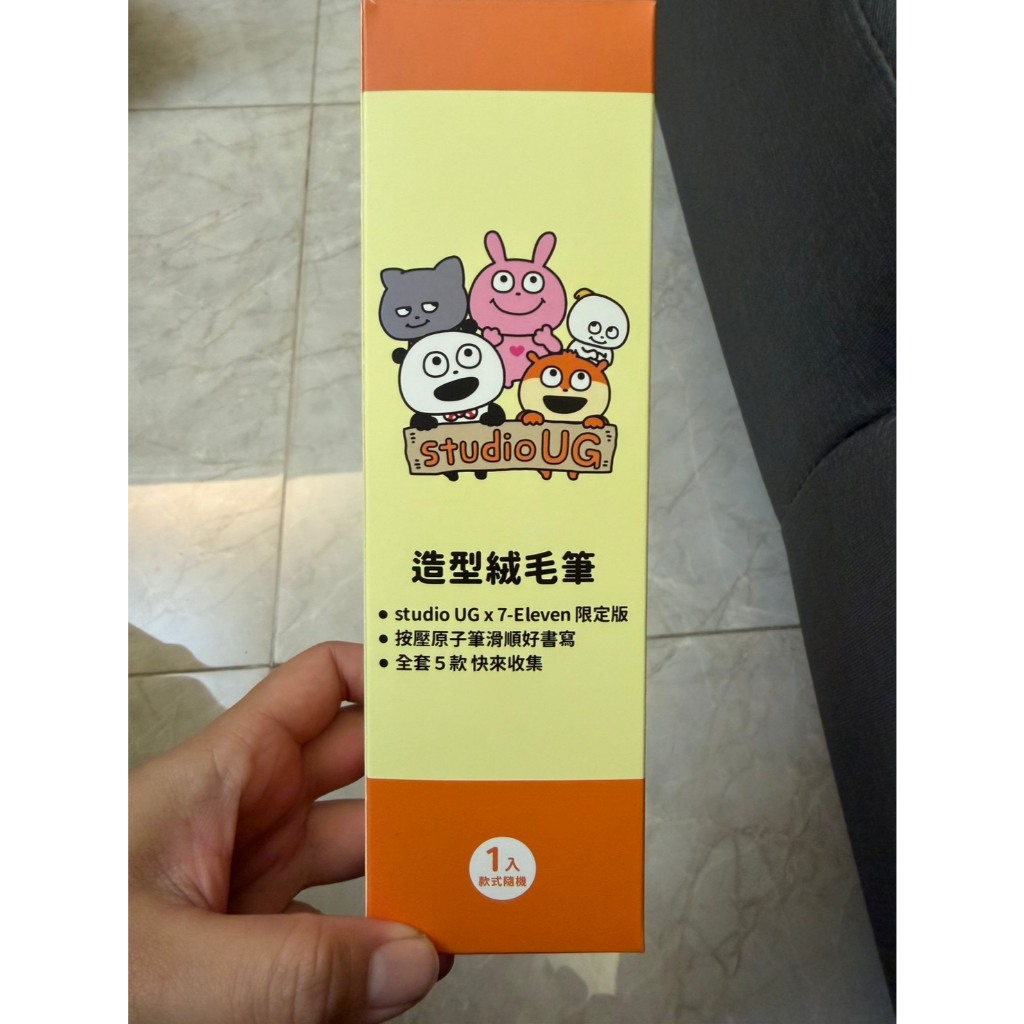 studio UG
造型絨毛筆
● studio UG x 7-Eleven 限定版
● 按壓原子筆滑順好書寫
● 全套5款 快來收集
1入
款式隨機